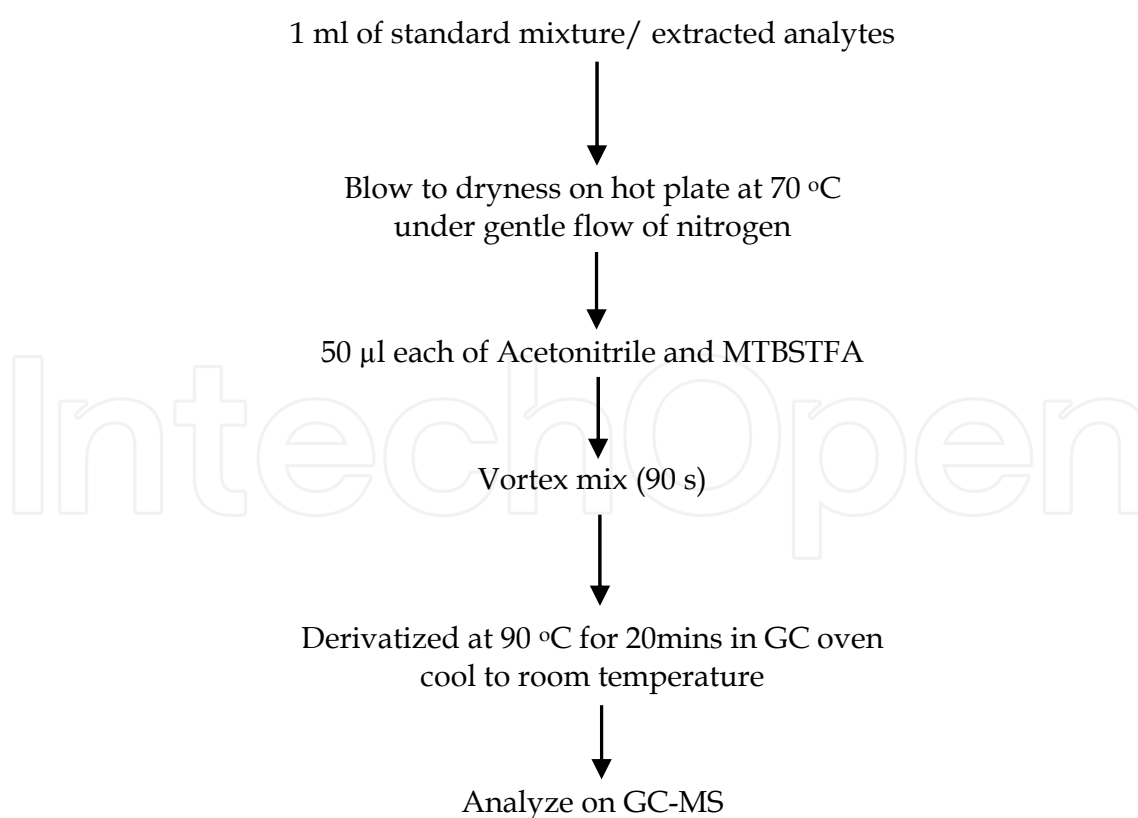 1 ml of standard mixture/ extracted analytes
Blow to dryness on hot plate at 70 ºC
under gentle flow of nitrogen
50 µl each of Acetonitrile and MTBSTFA
IntechOpen
Vortex mix (90 s)
Derivatized at 90 ºC for 20mins in GC oven
cool to room temperature
Analyze on GC-MS